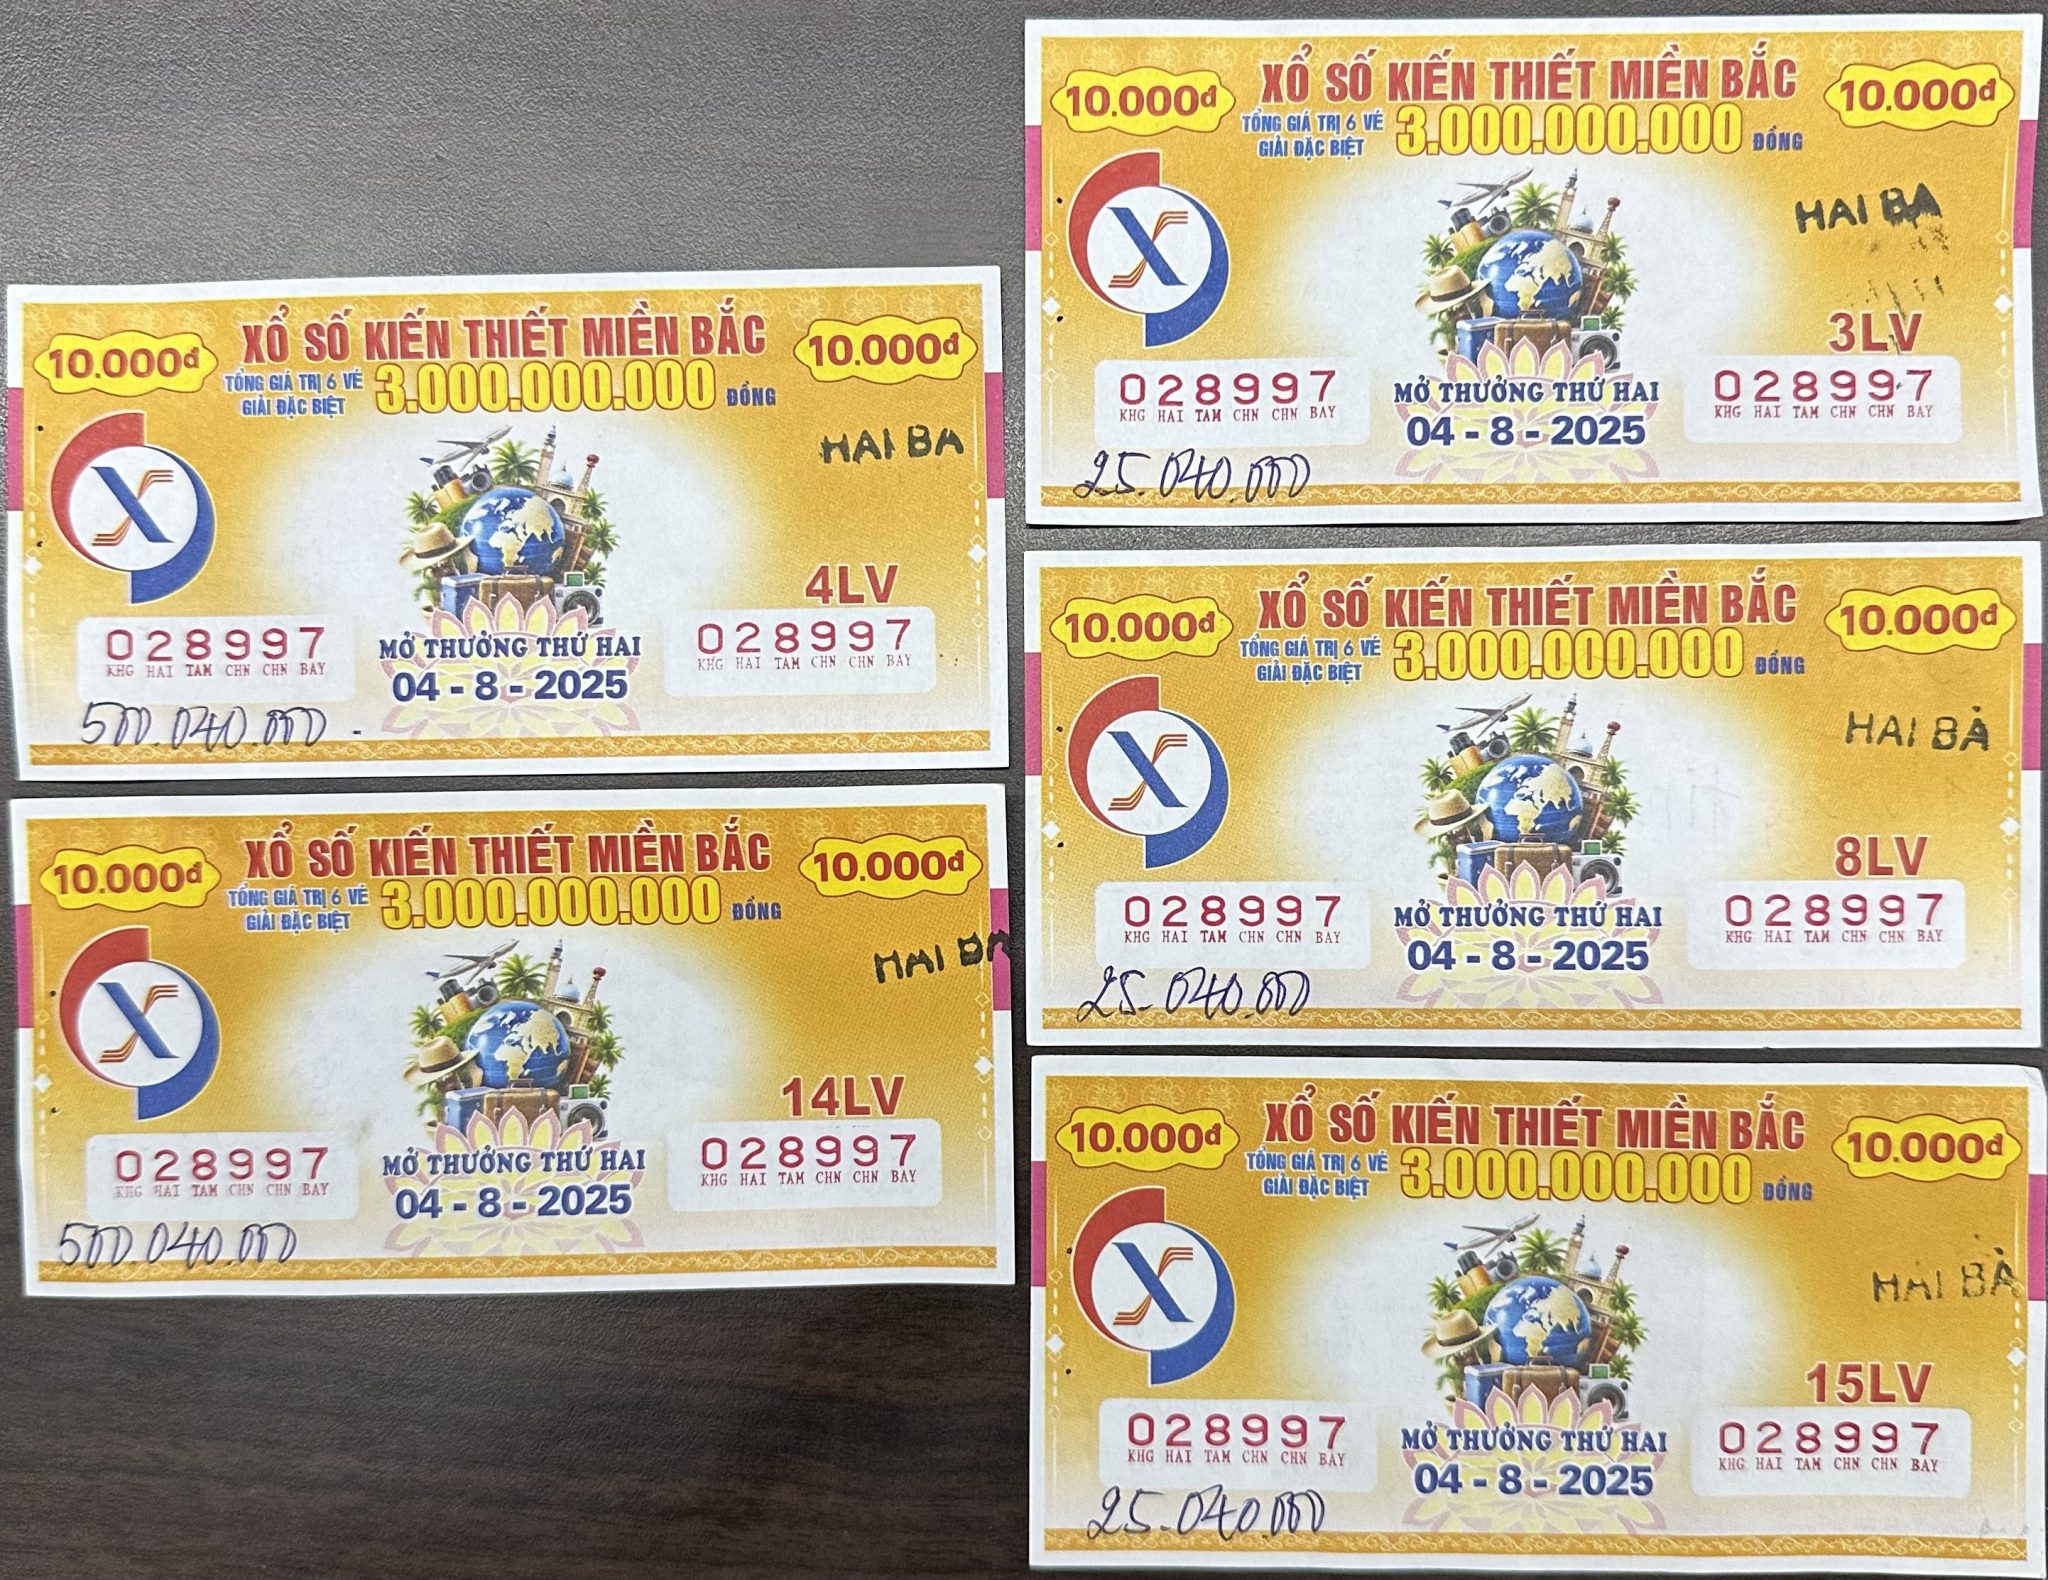 10.000đ XỔ SỐ KIẾN THIẾT MIỀN BẮC 10.000đ
TỔNG GIÁ TRỊ 6 VÉ
GIẢI ĐẶC BIỆT
3.000.000.000 ĐỒNG
X
HAI BA
4LV
028997
KHG HAI TAM CHN CHN BAY
MỞ THƯỞNG THỨ HAI
04 - 8 - 2025
028997
KHG HAI TAM CHN CHN BAY
500.040.000
10.000đ XỔ SỐ KIẾN THIẾT MIỀN BẮC 10.000đ
TỔNG GIÁ TRỊ 6 VÉ
GIẢI ĐẶC BIỆT
3.000.000.000 ĐỒNG
X
HAI BA
14LV
028997
KHG HAI TAM CHN CHN BAY
MỞ THƯỞNG THỨ HAI
04 - 8 - 2025
028997
KHG HAI TAM CHN CHN BAY
500.040.000
10.000đ XỔ SỐ KIẾN THIẾT MIỀN BẮC 10.000đ
TỔNG GIÁ TRỊ 6 VÉ
GIẢI ĐẶC BIỆT
3.000.000.000 ĐỒNG
X
HAI BA
3LV
028997
KHG HAI TAM CHN CHN BAY
MỞ THƯỞNG THỨ HAI
04 - 8 - 2025
028997
KHG HAI TAM CHN CHN BAY
25.040.000
10.000đ XỔ SỐ KIẾN THIẾT MIỀN BẮC 10.000đ
TỔNG GIÁ TRỊ 6 VÉ
GIẢI ĐẶC BIỆT
3.000.000.000 ĐỒNG
X
HAI BÀ
8LV
028997
KHG HAI TAM CHN CHN BAY
MỞ THƯỞNG THỨ HAI
04 - 8 - 2025
028997
KHG HAI TAM CHN CHN BAY
25.040.000
10.000đ XỔ SỐ KIẾN THIẾT MIỀN BẮC 10.000đ
TỔNG GIÁ TRỊ 6 VÉ
GIẢI ĐẶC BIỆT
3.000.000.000 ĐỒNG
X
HAI BÀ
15LV
028997
KHG HAI TAM CHN CHN BAY
MỞ THƯỞNG THỨ HAI
04 - 8 - 2025
028997
KHG HAI TAM CHN CHN BAY
25.040.000